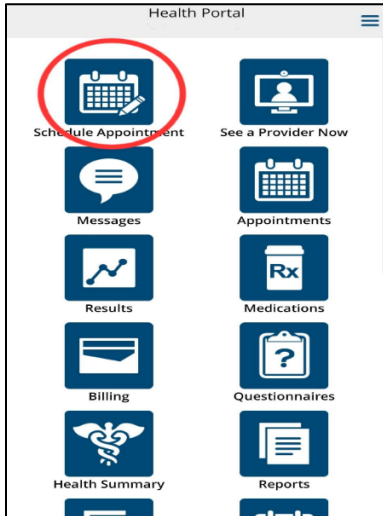 Health Portal
Schedule Appointment
See a Provider Now
Messages
Appointments
Rx
Results
Medications
?
Billing
Questionnaires
Health Summary
Reports